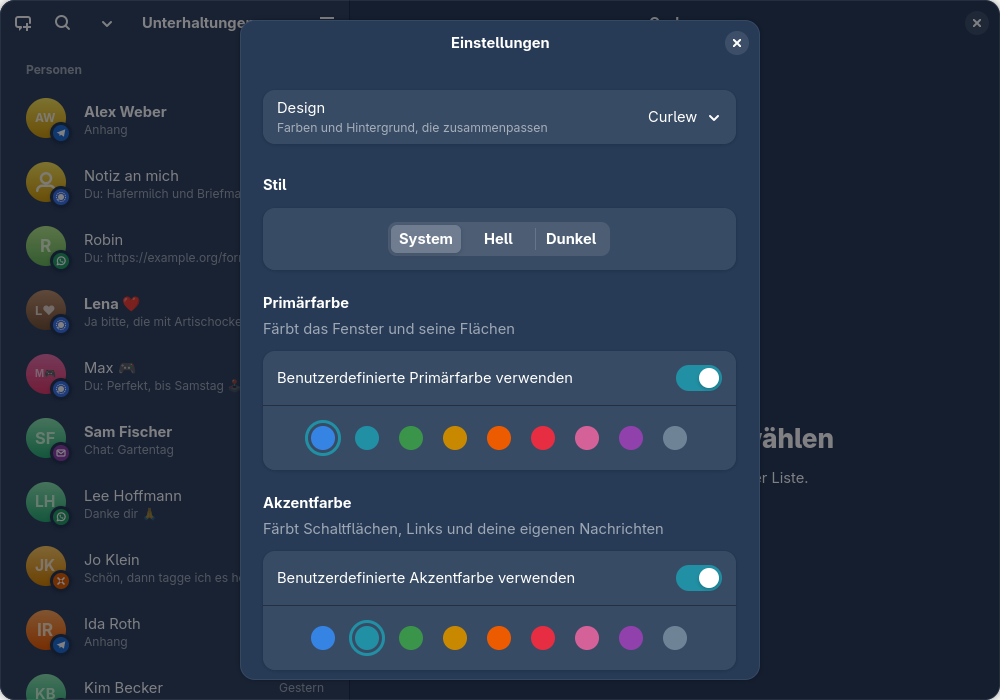 Unterhaltungen
Einstellungen
Personen
AW
Alex Weber
Anhang
Notiz an mich
Du: Hafermilch und Briefma
R
Robin
Du: https://example.org/for
L
Lena ❤️
Ja bitte, die mit Artischocke
M
Max 🎮
Du: Perfekt, bis Samstag 🕹️
SF
Sam Fischer
Chat: Gartentag
LH
Lee Hoffmann
Danke dir 🙏
JK
Jo Klein
Schön, dann tagge ich es he
IR
Ida Roth
Anhang
KB
Kim Becker
Gestern
Design
Farben und Hintergrund, die zusammenpassen
Curlew
Stil
System Hell Dunkel
Primärfarbe
Färbt das Fenster und seine Flächen
Benutzerdefinierte Primärfarbe verwenden
Akzentfarbe
Färbt Schaltflächen, Links und deine eigenen Nachrichten
Benutzerdefinierte Akzentfarbe verwenden
ählen
r Liste.